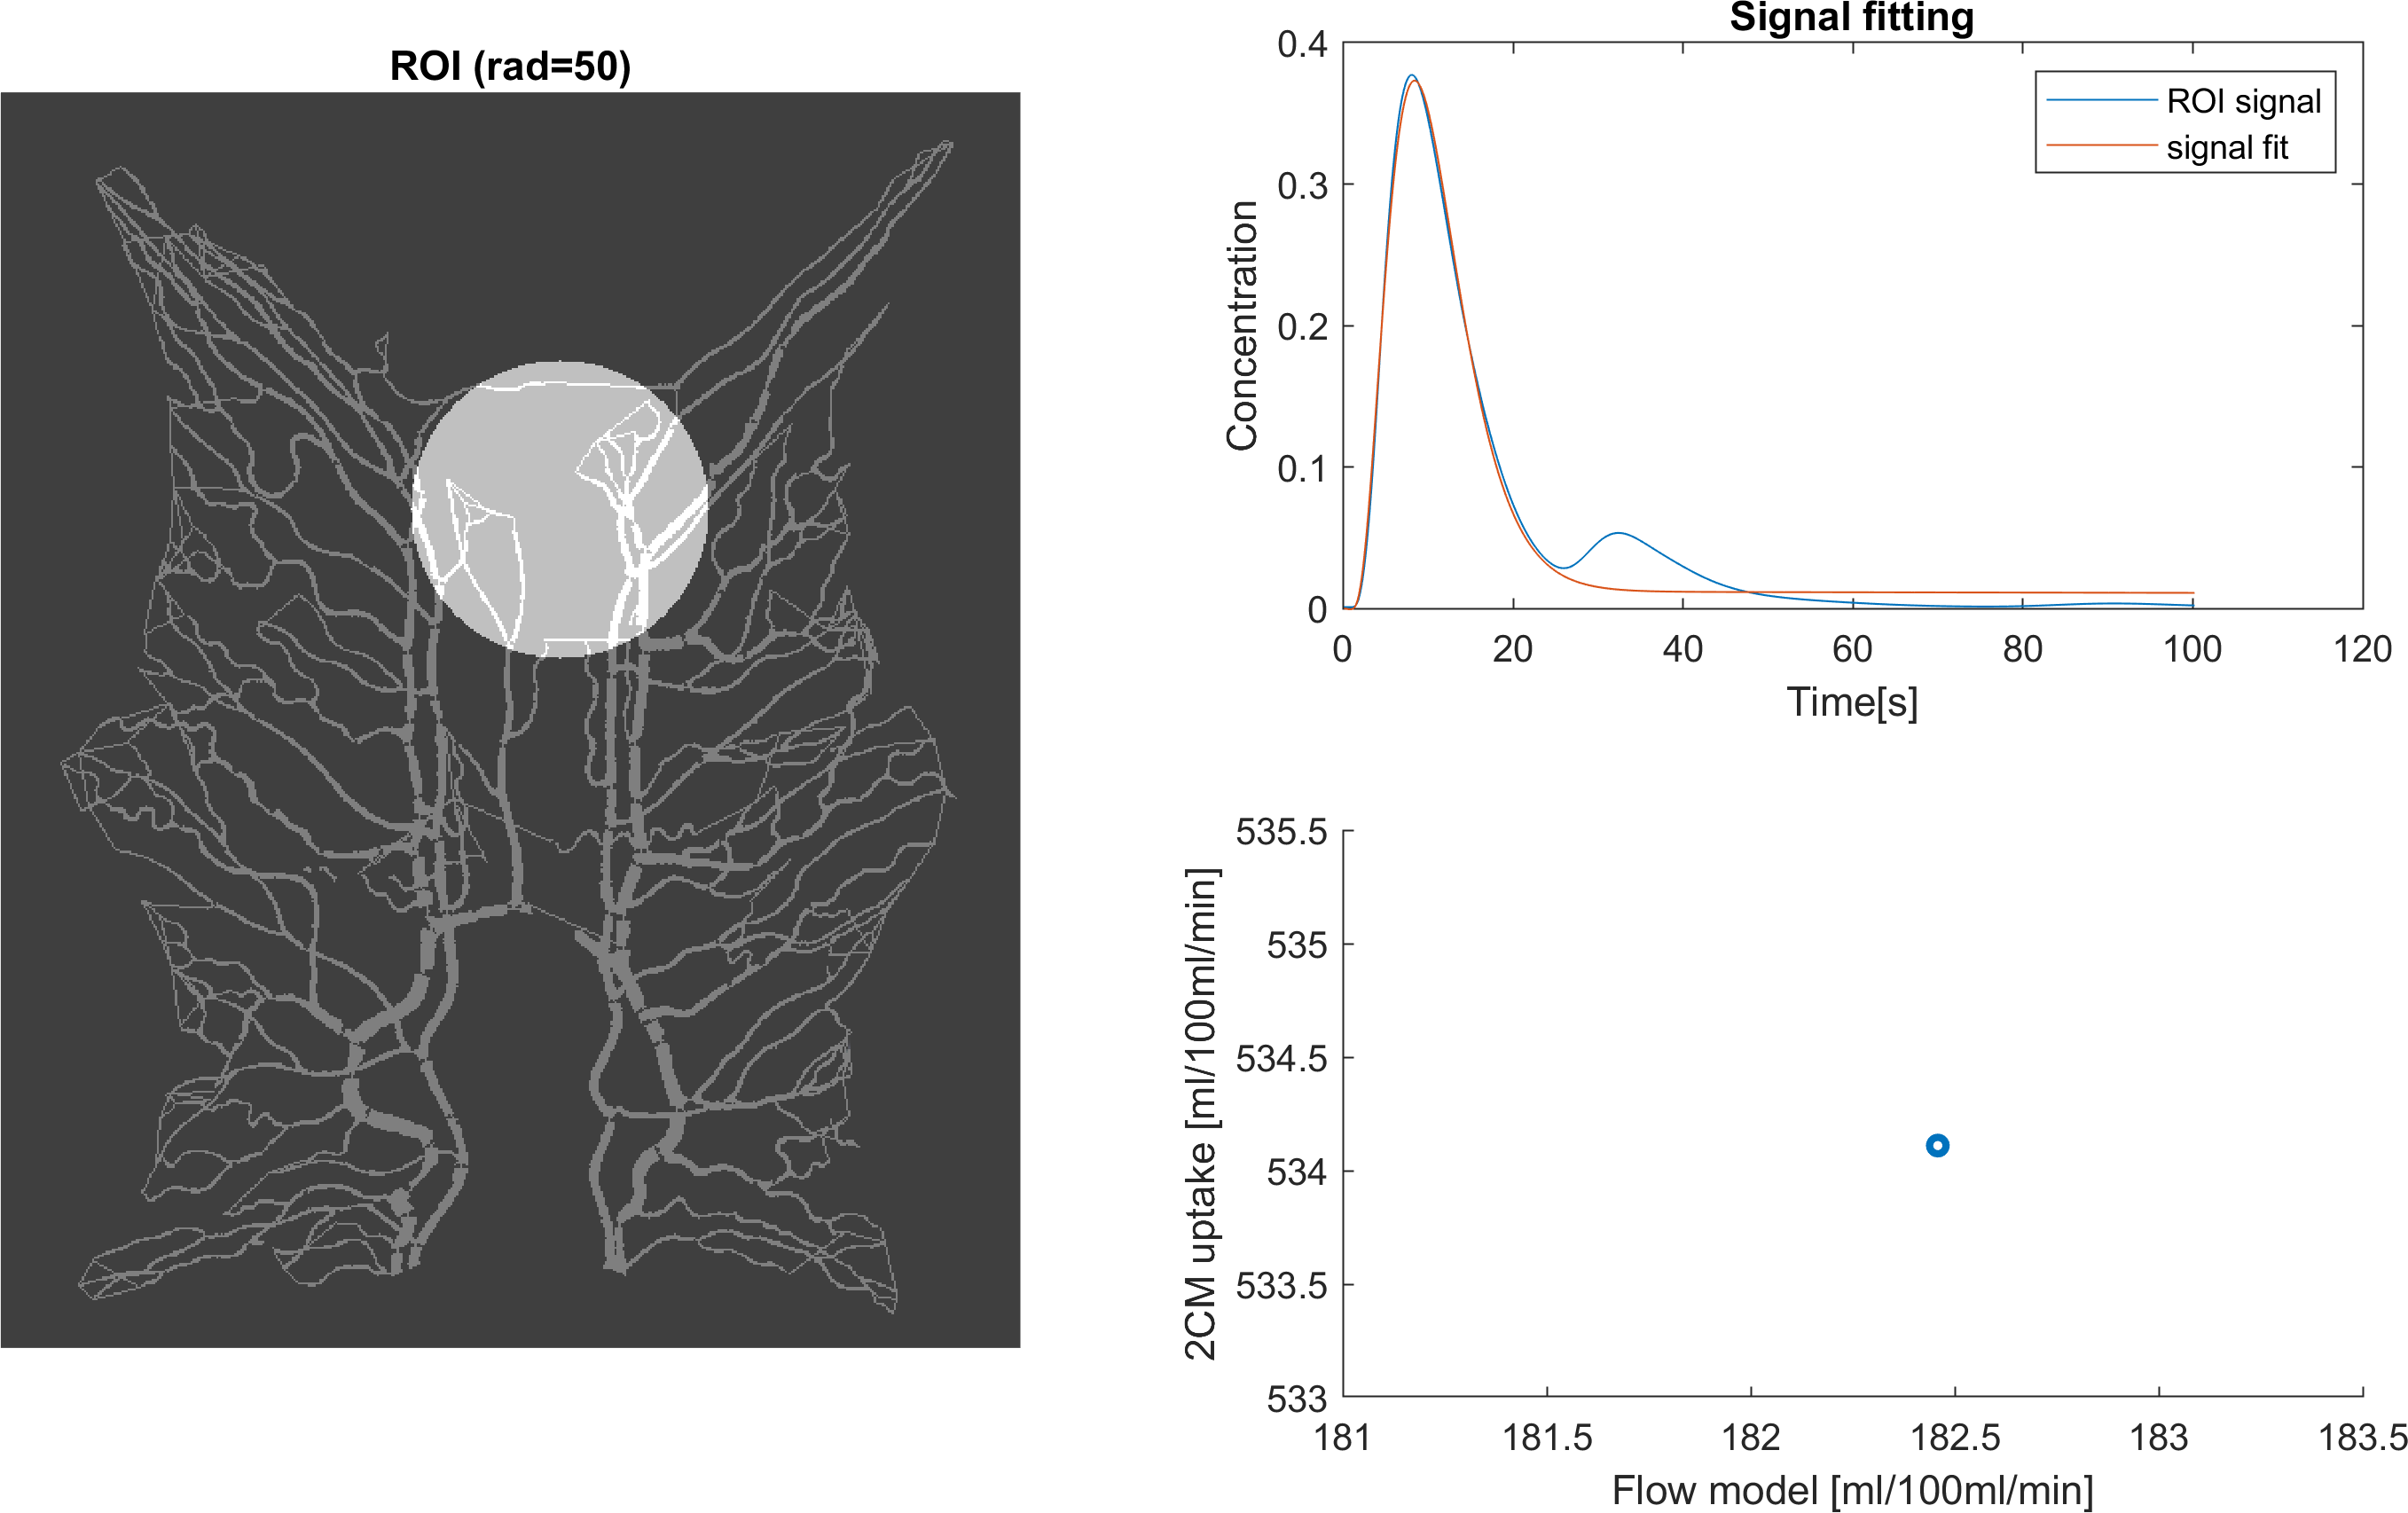 ROI (rad=50)
Signal fitting
0.4
0.3
0.2
0.1
0
Concentration
ROI signal
signal fit
0 20 40 60 80 100 120
Time[s]
535.5
535
534.5
534
533.5
533
2CM uptake [ml/100ml/min]
181 181.5 182 182.5 183 183.5
Flow model [ml/100ml/min]